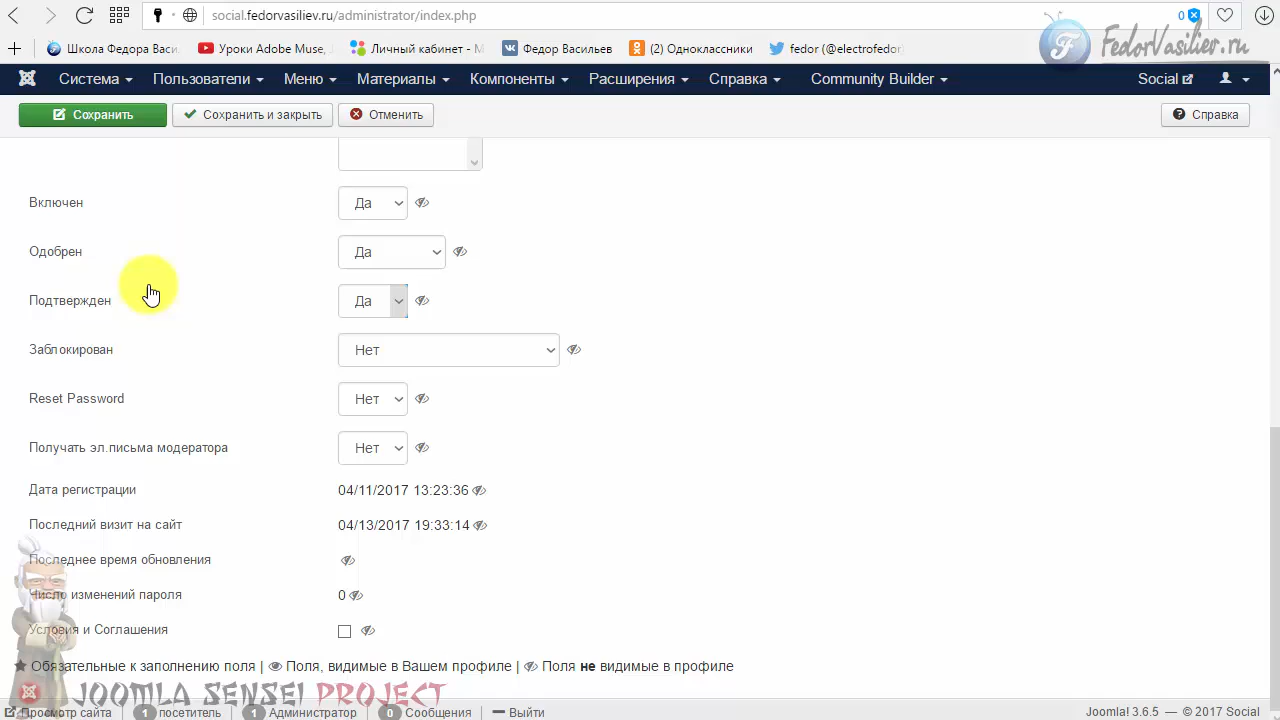 social.fedorvasiliev.ru/administrator/index.php
0
Школа Федора Васи.
Уроки Adobe Muse,
Личный кабинет - М
Федор Васильев
(2) Одноклассники
fedor (@electrofedor
FedorVasiliev.ru
Система
Пользователи
Меню
Материалы
Компоненты
Расширения
Справка
Community Builder
Social
Сохранить
Сохранить и закрыть
Отменить
Справка
Включен
Да
Одобрен
Да
Подтвержден
Да
Заблокирован
Нет
Reset Password
Нет
Получать эл.письма модератора
Нет
Дата регистрации
04/11/2017 13:23:36
Последний визит на сайт
04/13/2017 19:33:14
Последнее время обновления
Число изменений пароля
0
Условия и Соглашения
Обязательные к заполнению поля | Поля, видимые в Вашем профиле | Поля не видимые в профиле
JOOMLA SENSEI PROJECT
Просмотр сайта
1 посетитель
1 Администратор
0 Сообщения
Выйти
Joomla! 3.6.5 — © 2017 Social